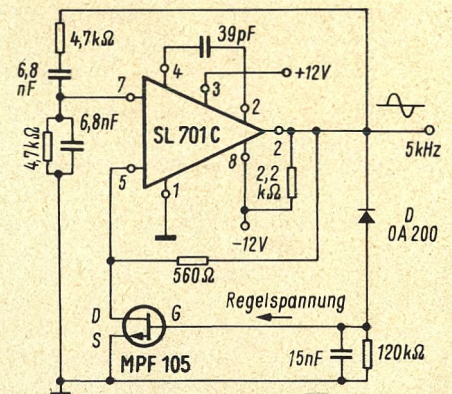 4,7kΩ
39pF
4
+12V
3
6,8
nF
7
2
6,8nF
SL 701 C
2
5kHz
4,7kΩ
5
8
2,2
kΩ
1
-12V
D
OA 200
560Ω
Regelspannung
D
G
S
MPF 105
15nF
120kΩ